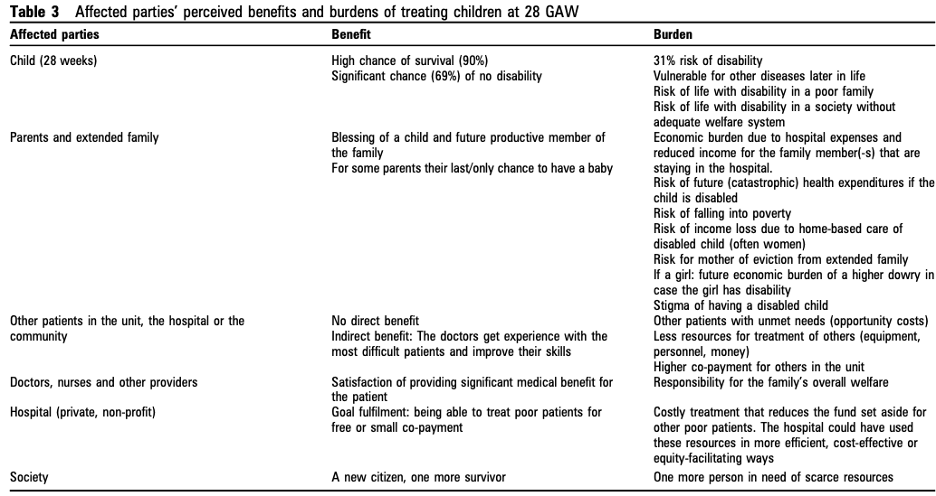 Table 3 Affected parties' perceived benefits and burdens of treating children at 28 GAW
Affected parties Benefit Burden
Child (28 weeks) High chance of survival (90%) 31% risk of disability
Significant chance (69%) of no disability Vulnerable for other diseases later in life
Risk of life with disability in a poor family
Risk of life with disability in a society without
adequate welfare system
Parents and extended family Blessing of a child and future productive member of Economic burden due to hospital expenses and
the family reduced income for the family member(-s) that are
For some parents their last/only chance to have a baby staying in the hospital.
Risk of future (catastrophic) health expenditures if the
child is disabled
Risk of falling into poverty
Risk of income loss due to home-based care of
disabled child (often women)
Risk for mother of eviction from extended family
If a girl: future economic burden of a higher dowry in
case the girl has disability
Stigma of having a disabled child
Other patients in the unit, the hospital or the No direct benefit Other patients with unmet needs (opportunity costs)
community Indirect benefit: The doctors get experience with the Less resources for treatment of others (equipment,
most difficult patients and improve their skills personnel, money)
Higher co-payment for others in the unit
Doctors, nurses and other providers Satisfaction of providing significant medical benefit for Responsibility for the family's overall welfare
the patient
Hospital (private, non-profit) Goal fulfilment: being able to treat poor patients for Costly treatment that reduces the fund set aside for
free or small co-payment other poor patients. The hospital could have used
these resources in more efficient, cost-effective or
equity-facilitating ways
Society A new citizen, one more survivor One more person in need of scarce resources